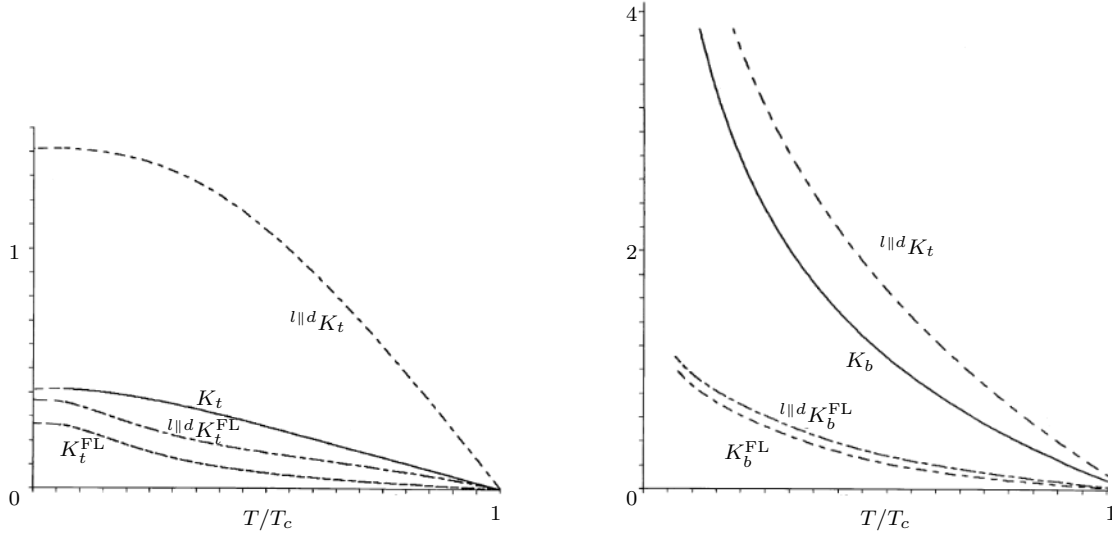 1
0
^{l∥d}K_t
K_t
^{l∥d}K_t^{FL}
K_t^{FL}
T/T_c
1
4
2
0
^{l∥d}K_t
K_b
^{l∥d}K_b^{FL}
K_b^{FL}
T/T_c
1